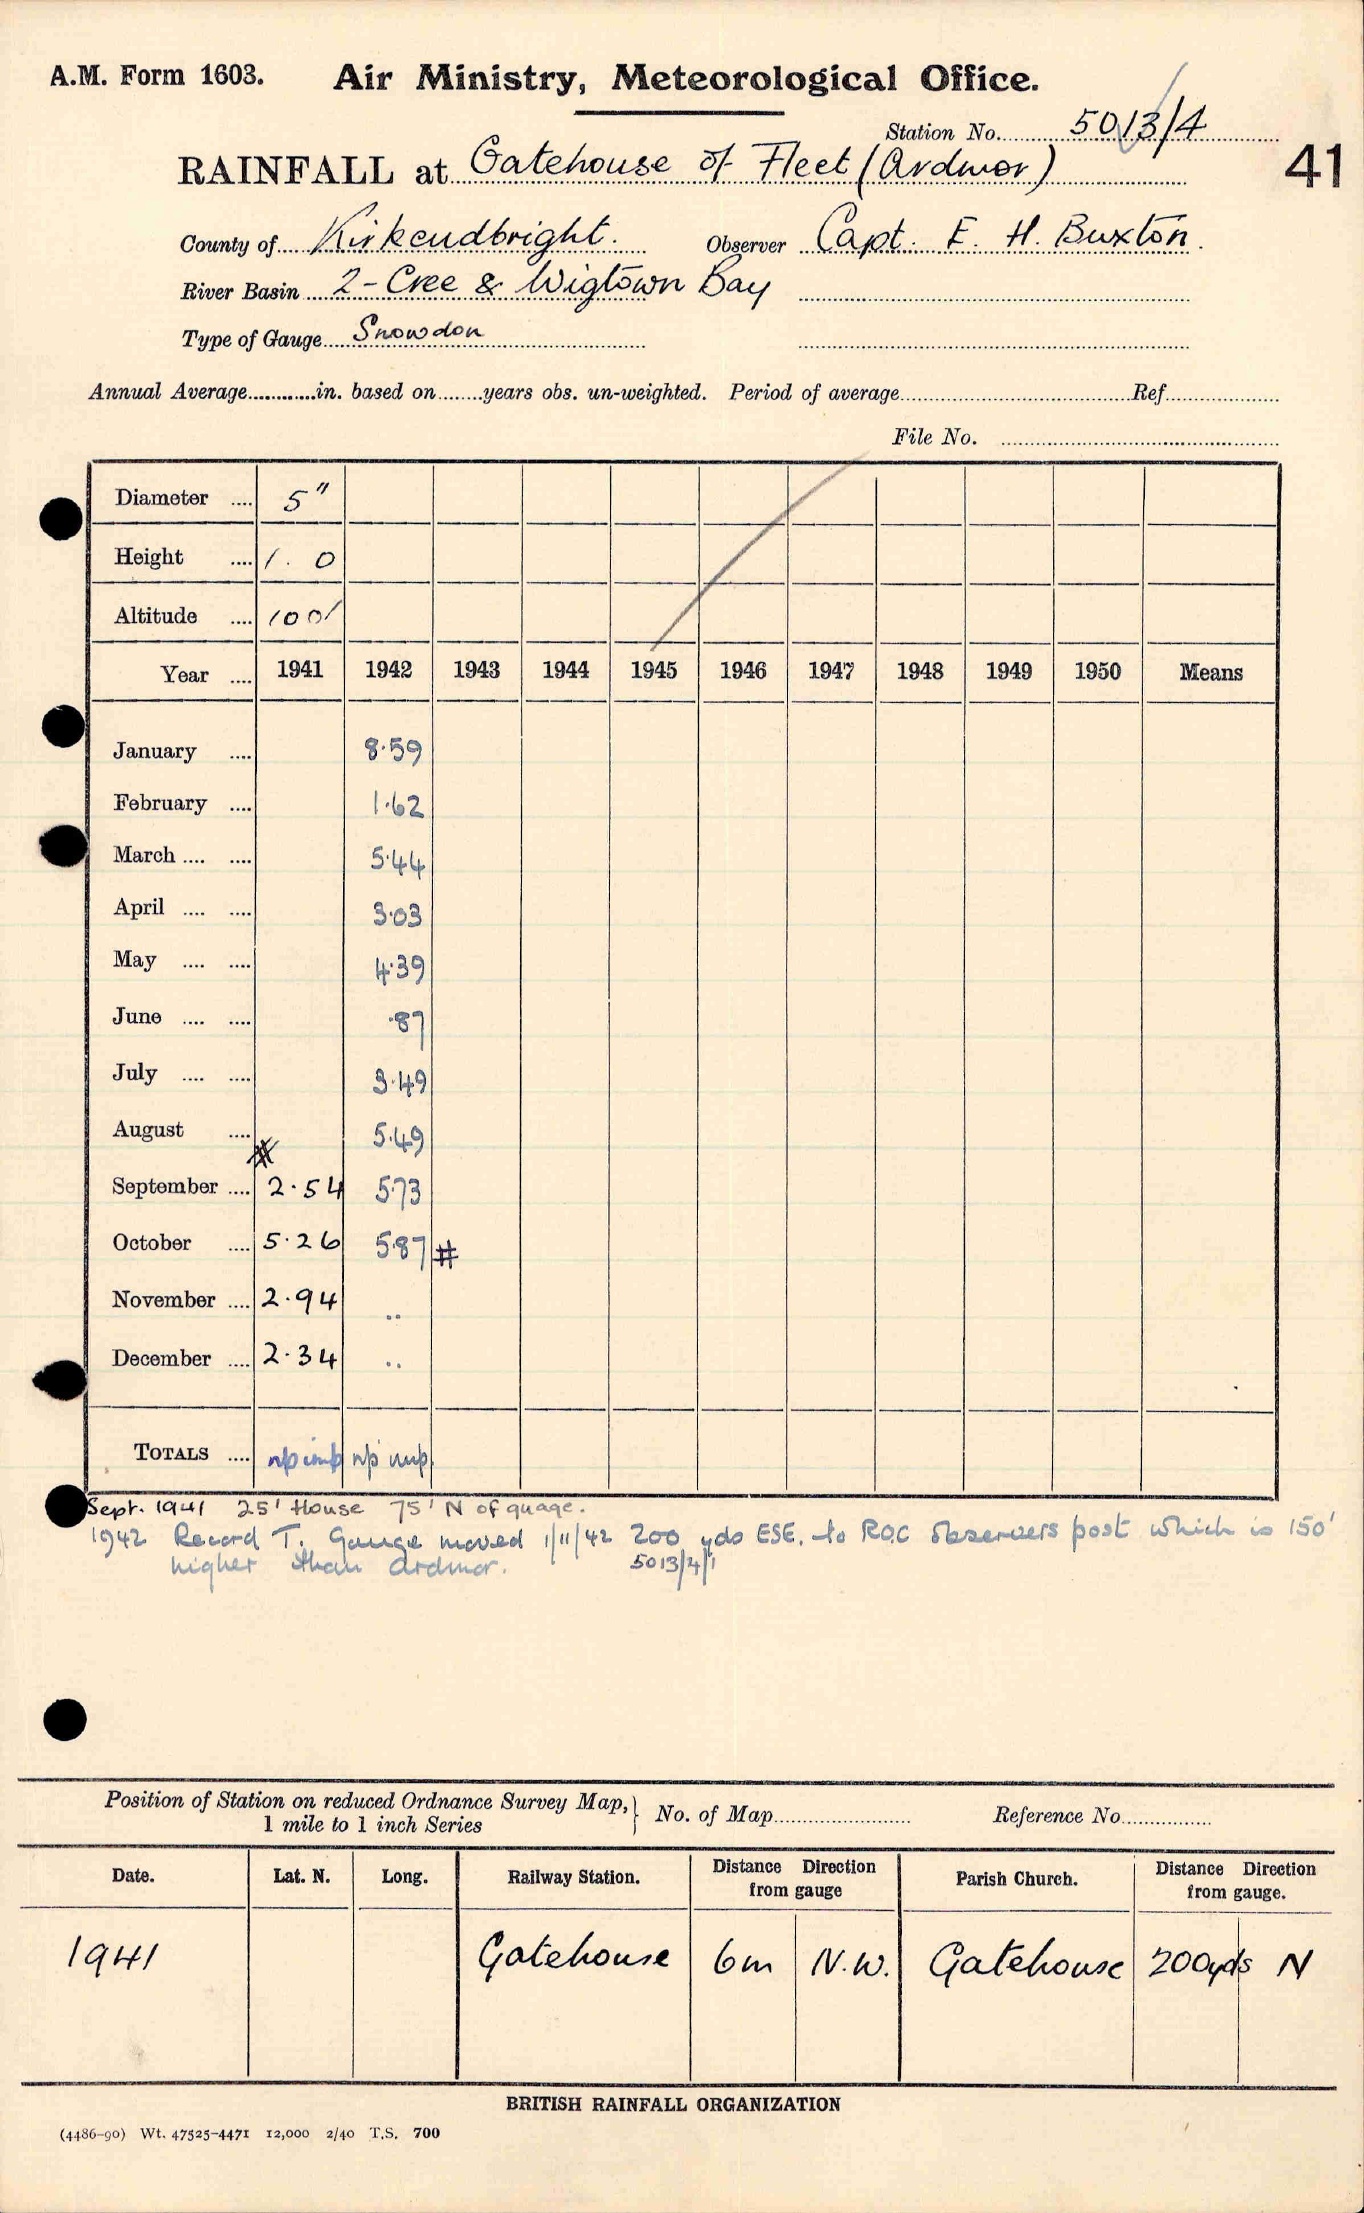 A.M. Form 1603. Air Ministry, Meteorological Office.
Station No. 5013/4
41
RAINFALL at Gatehouse of Fleet (Ardmor)
County of Kirkcudbright. Observer Capt. E. H. Buxton.
River Basin 2 - Cree & Wigtown Bay
Type of Gauge Snowdon
Annual Average............in. based on........years obs. un-weighted. Period of average........ Ref........
File No. ........
Diameter .... 5"
Height .... 1. 0
Altitude .... 100'
Year .... 1941 1942 1943 1944 1945 1946 1947 1948 1949 1950 Means
January .... 8·59
February .... 1·62
March .... .... 5·44
April .... .... 3·03
May .... .... 4·39
June .... .... ·87
July .... .... 3·49
August .... 5·49
#
September .... 2·54 5·73
October .... 5·26 5·87 #
November .... 2·94 ..
December .... 2·34 ..
TOTALS ....
Sept. 1941 25' House 75' N of guage.
1942 Record T. Gauge moved 1/11/42 200 yds ESE. to ROC observers post which is 150'
higher than Ardmor. 5013/4/1
Position of Station on reduced Ordnance Survey Map, } No. of Map........ Reference No........
1 mile to 1 inch Series
Date. Lat. N. Long. Railway Station. Distance Direction from gauge Parish Church. Distance Direction from gauge.
1941 Gatehouse 6m N.W. Gatehouse 200yds N
BRITISH RAINFALL ORGANIZATION
(4486-90) Wt. 47525-4471 12,000 2/40 T.S. 700